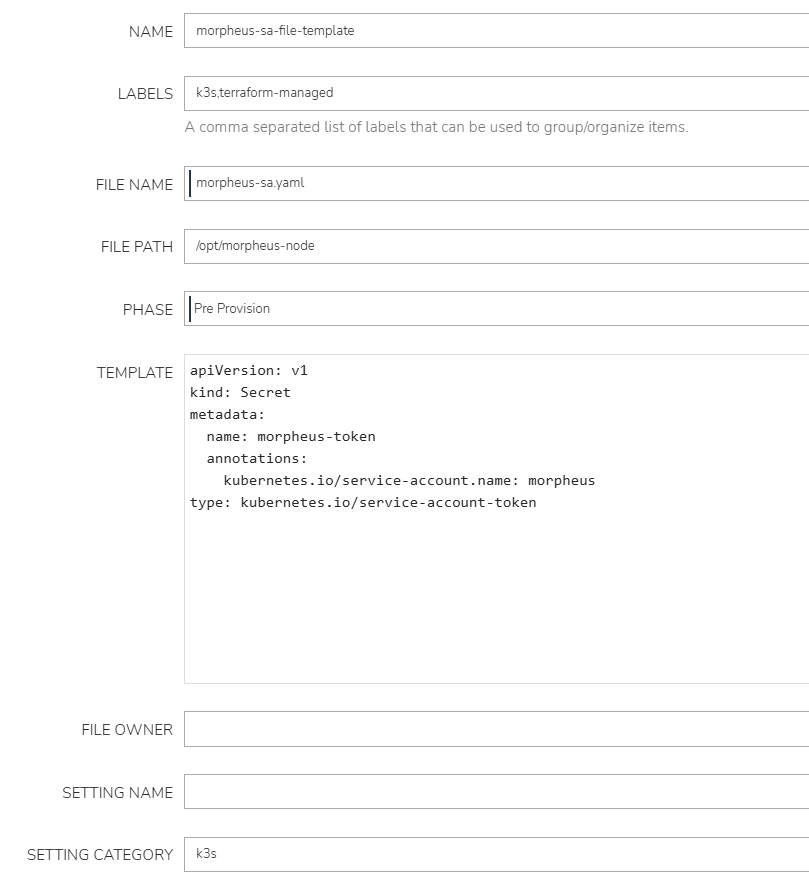 NAME morpheus-sa-file-template
LABELS k3s,terraform-managed
A comma separated list of labels that can be used to group/organize items.
FILE NAME morpheus-sa.yaml
FILE PATH /opt/morpheus-node
PHASE Pre Provision
TEMPLATE apiVersion: v1
kind: Secret
metadata:
  name: morpheus-token
  annotations:
    kubernetes.io/service-account.name: morpheus
type: kubernetes.io/service-account-token
FILE OWNER
SETTING NAME
SETTING CATEGORY k3s